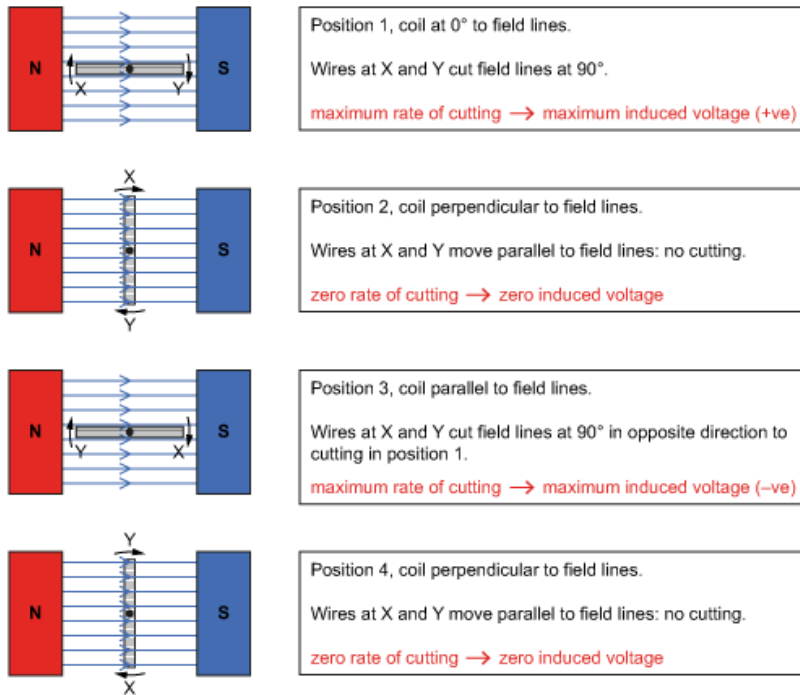 N
S
X
Y
Position 1, coil at 0° to field lines.
Wires at X and Y cut field lines at 90°.
maximum rate of cutting → maximum induced voltage (+ve)
X
N
S
Y
Position 2, coil perpendicular to field lines.
Wires at X and Y move parallel to field lines: no cutting.
zero rate of cutting → zero induced voltage
N
S
Y
X
Position 3, coil parallel to field lines.
Wires at X and Y cut field lines at 90° in opposite direction to
cutting in position 1.
maximum rate of cutting → maximum induced voltage (–ve)
Y
N
S
X
Position 4, coil perpendicular to field lines.
Wires at X and Y move parallel to field lines: no cutting.
zero rate of cutting → zero induced voltage